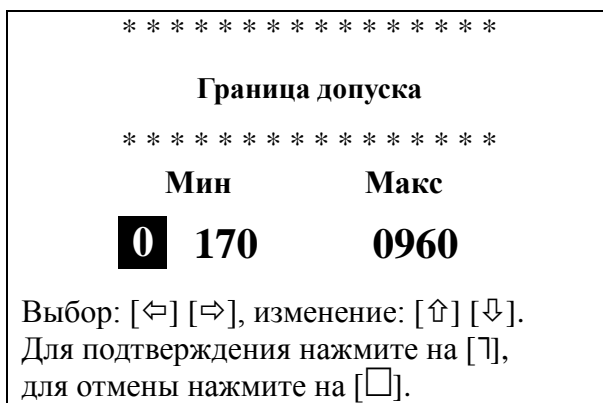 * * * * * * * * * * * * * * * *
Граница допуска
* * * * * * * * * * * * * * * *
Мин Макс
0 170 0960
Выбор: [⇦] [⇨], изменение: [⇧] [⇩].
Для подтверждения нажмите на [⅂],
для отмены нажмите на [☐].